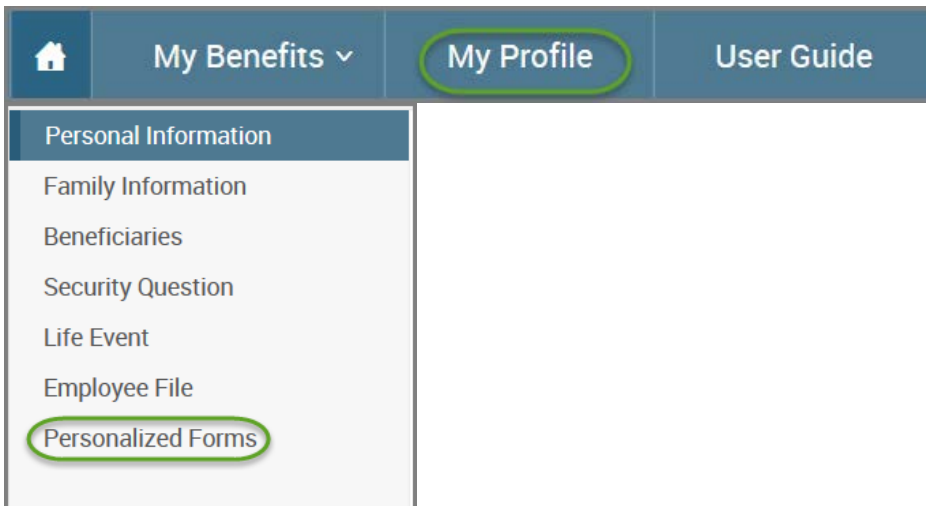 My Benefits My Profile User Guide
Personal Information
Family Information
Beneficiaries
Security Question
Life Event
Employee File
Personalized Forms